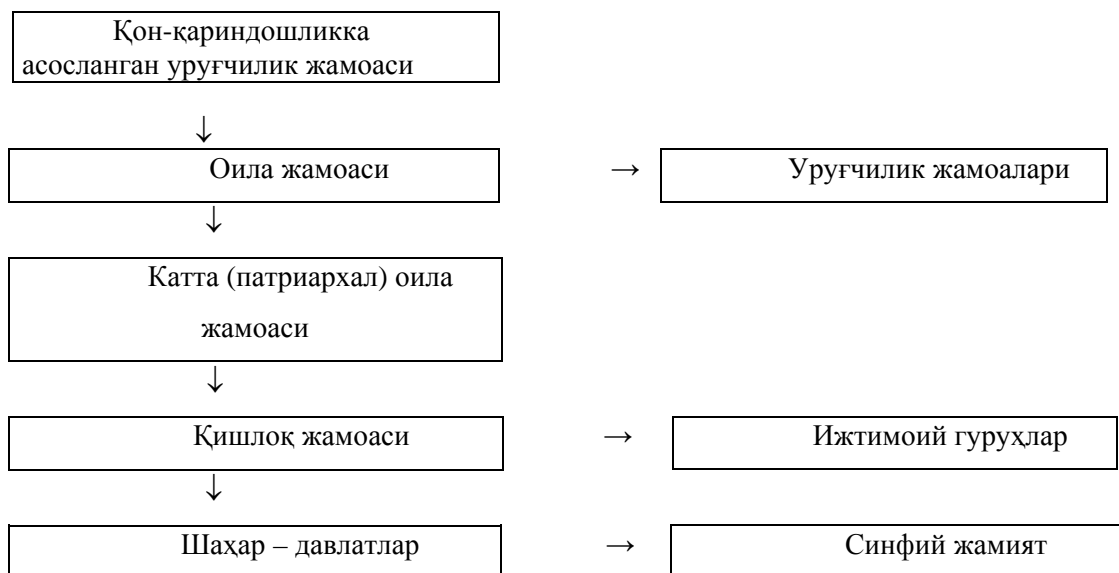 Қон-қариндошликка
асосланган уруғчилик жамоаси
↓
Оила жамоаси → Уруғчилик жамоалари
↓
Катта (патриархал) оила
жамоаси
↓
Қишлоқ жамоаси → Ижтимоий гуруҳлар
↓
Шаҳар – давлатлар → Синфий жамият